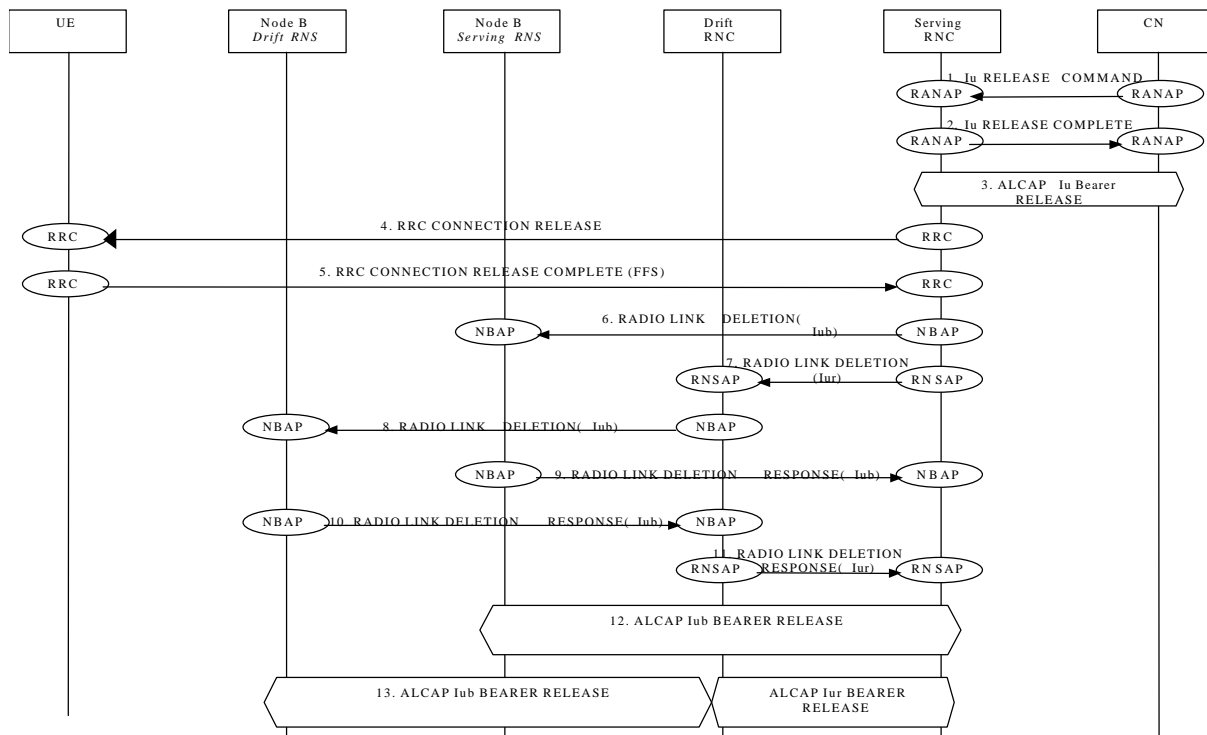 UE
Node B
Drift RNS
Node B
Serving RNS
Drift
RNC
Serving
RNC
CN
1. Iu RELEASE COMMAND
RANAP
RANAP
2. Iu RELEASE COMPLETE
RANAP
RANAP
3. ALCAP Iu Bearer
RELEASE
4. RRC CONNECTION RELEASE
RRC
RRC
5. RRC CONNECTION RELEASE COMPLETE (FFS)
RRC
RRC
6. RADIO LINK DELETION(
Iub)
NBAP
NBAP
7. RADIO LINK DELETION
(Iur)
RNSAP
RNSAP
NBAP
8. RADIO LINK DELETION( Iub)
NBAP
NBAP
9. RADIO LINK DELETION RESPONSE( Iub)
NBAP
NBAP
10. RADIO LINK DELETION RESPONSE( Iub)
NBAP
11. RADIO LINK DELETION
RESPONSE( Iur)
RNSAP
RNSAP
12. ALCAP Iub BEARER RELEASE
13. ALCAP Iub BEARER RELEASE
ALCAP Iur BEARER
RELEASE